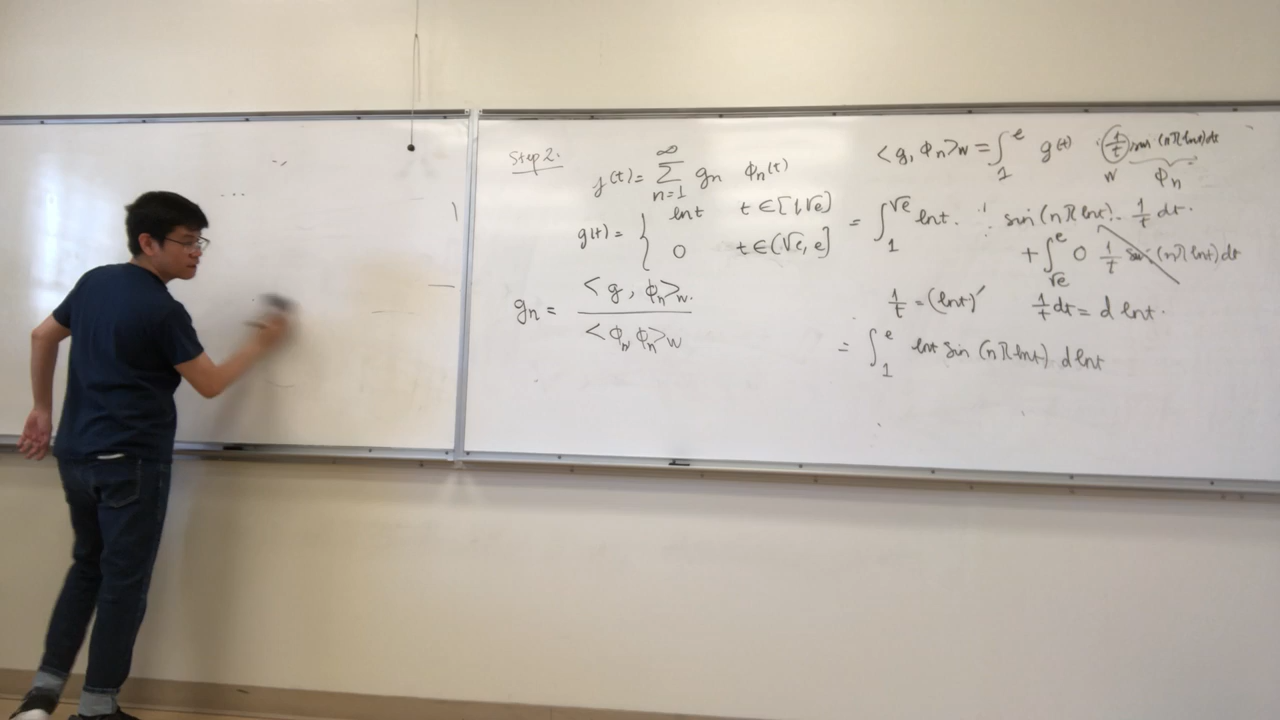 Step 2:
g(t) = ∑_{n=1}^{∞} g_n ϕ_n(t)
g(t) = { ln t t ∈ [1, √e]
0 t ∈ (√e, e]
g_n = <g, ϕ_n>_w / <ϕ_n, ϕ_n>_w
<g, ϕ_n>_w = ∫_1^e g(t) · (1/t) sin(nπ ln t) dt
w ϕ_n
= ∫_1^{√e} ln t · sin(nπ ln t) · 1/t dt.
+ ∫_{√e}^e 0 1/t sin(nπ ln t) dt
1/t = (ln t)′ 1/t dt = d ln t.
= ∫_1^e ln t sin(nπ ln t) d ln t